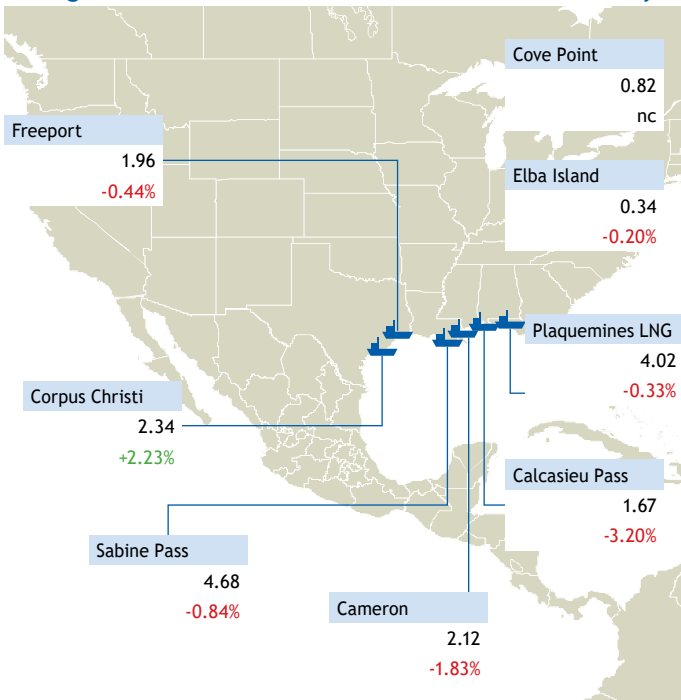 Cove Point
0.82
nc
Freeport
1.96
-0.44%
Elba Island
0.34
-0.20%
Plaquemines LNG
4.02
-0.33%
Corpus Christi
2.34
+2.23%
Calcasieu Pass
1.67
-3.20%
Sabine Pass
4.68
-0.84%
Cameron
2.12
-1.83%